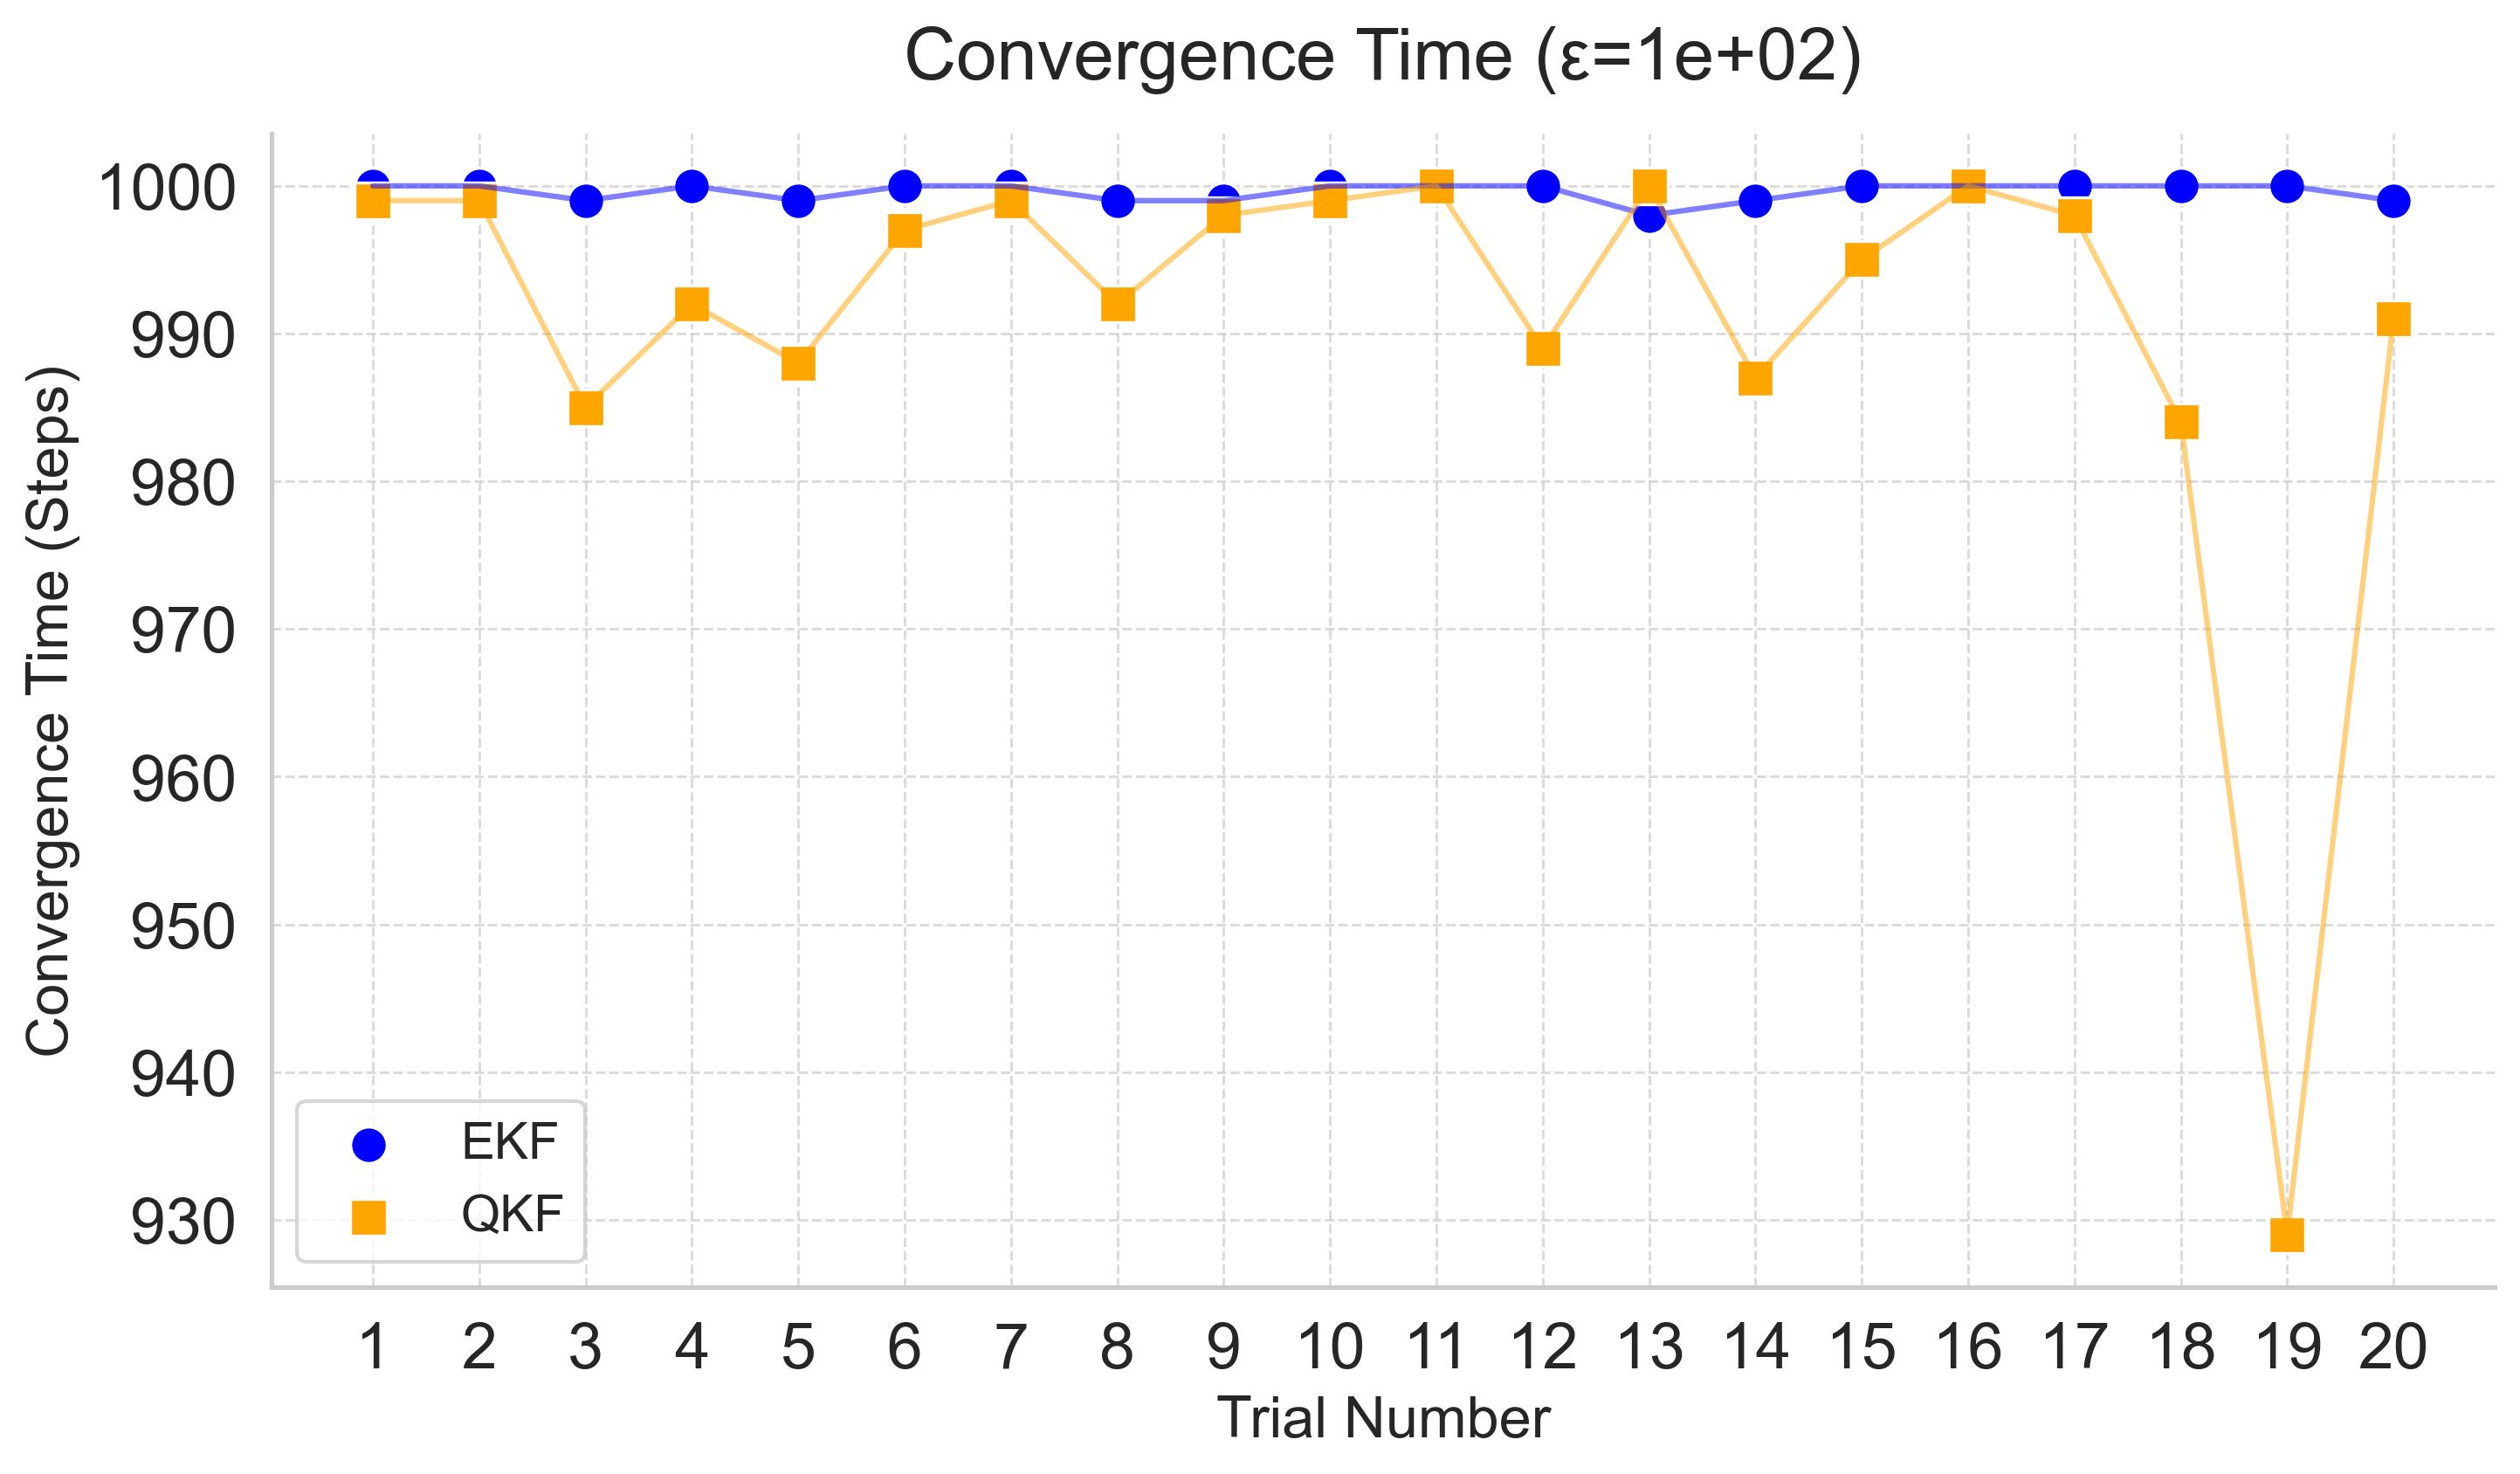 Convergence Time (ε=1e+02)
Convergence Time (Steps)
1000
990
980
970
960
950
940
930
EKF
QKF
1 2 3 4 5 6 7 8 9 10 11 12 13 14 15 16 17 18 19 20
Trial Number